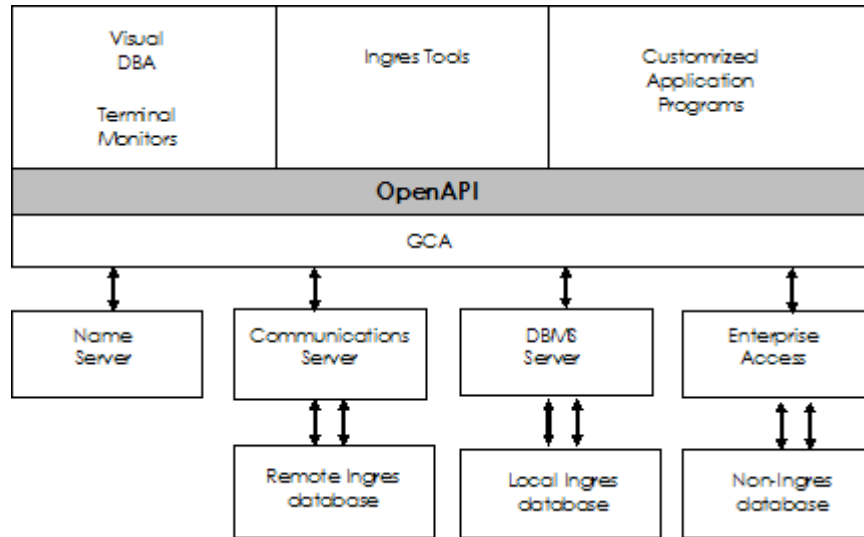 Visual
DBA
Terminal
Monitors
Ingres Tools
Customrized
Application
Programs
OpenAPI
GCA
Name
Server
Communications
Server
DBMS
Server
Enterprise
Access
Remote Ingres
database
Local Ingres
database
Non-Ingres
database